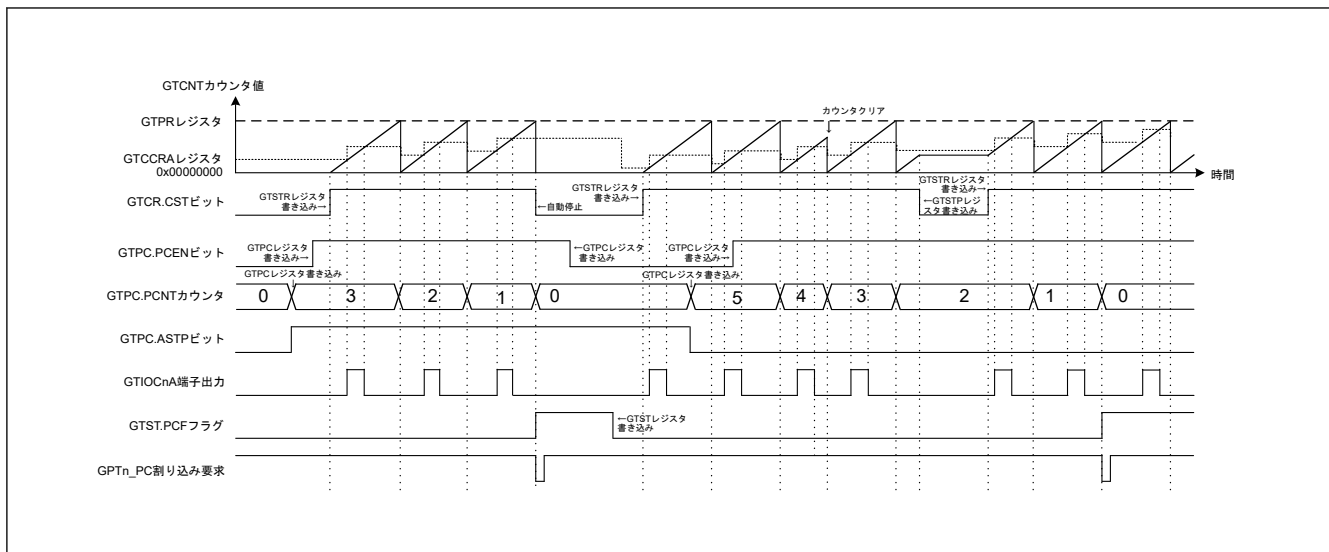 GTCNTカウンタ値
カウンタクリア
GTPRレジスタ
GTCCRAレジスタ
0x00000000
時間
GTCR.CSTビット
GTSTRレジスタ
書き込み→
←自動停止
GTSTRレジスタ
書き込み→
GTSTRレジスタ
書き込み→
←GTSTPレジ
スタ書き込み
GTPC.PCENビット
GTPCレジスタ
書き込み→
←GTPCレジスタ
書き込み
GTPCレジスタ
書き込み→
GTPCレジスタ書き込み
GTPCレジスタ書き込み
GTPC.PCNTカウンタ
0 3 2 1 0 5 4 3 2 1 0
GTPC.ASTPビット
GTIOCnA端子出力
GTST.PCFフラグ
←GTSTレジスタ
書き込み
GPTn_PC割り込み要求